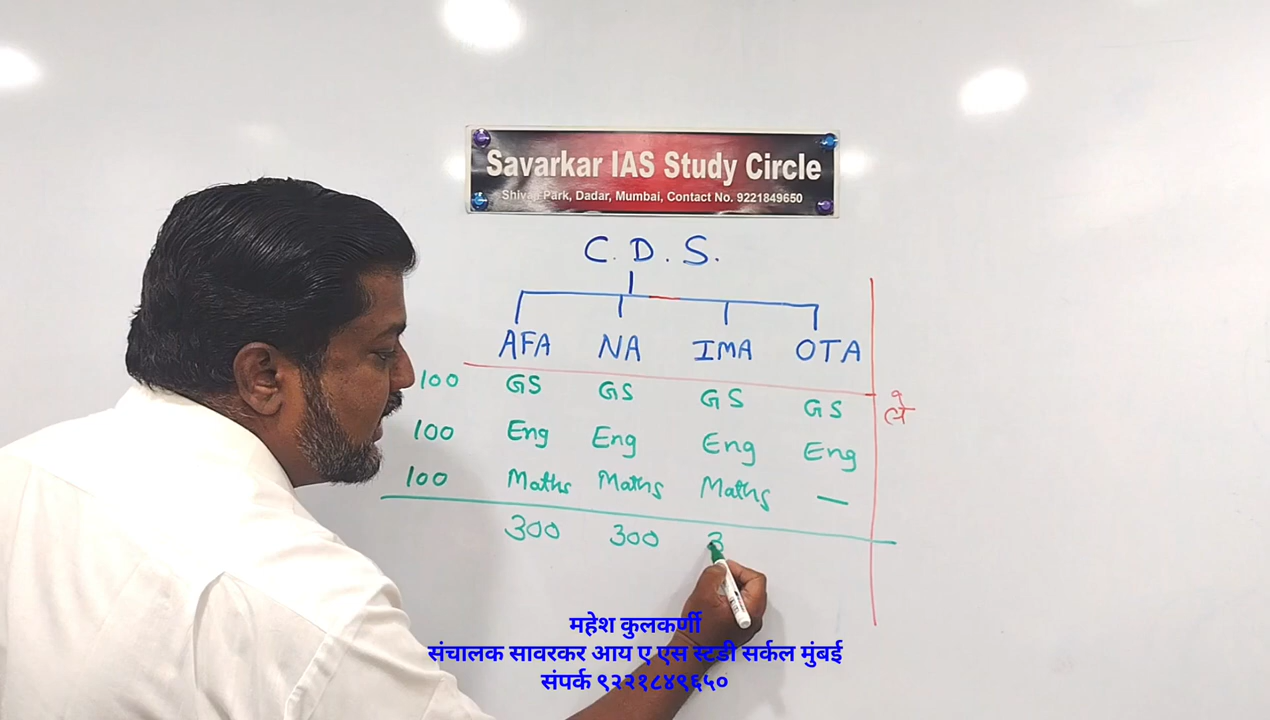 Savarkar IAS Study Circle
Shivaji Park, Dadar, Mumbai, Contact No. 9221849650
C. D. S.
AFA NA IMA OTA
100 GS GS GS GS
100 Eng Eng Eng Eng
100 Maths Maths Maths —
300 300 3
महेश कुलकर्णी
संचालक सावरकर आय ए एस स्टडी सर्कल मुंबई
संपर्क ९२२१८४९६५०